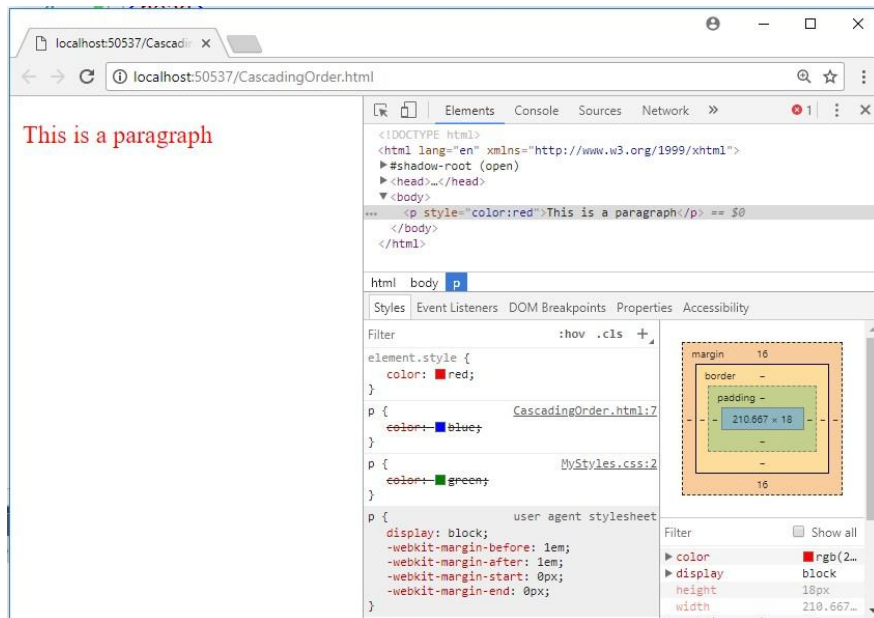 localhost:50537/Cascadin
localhost:50537/CascadingOrder.html
This is a paragraph
Elements Console Sources Network » 1
<!DOCTYPE html>
<html lang="en" xmlns="http://www.w3.org/1999/xhtml">
#shadow-root (open)
<head>…</head>
<body>
... <p style="color:red">This is a paragraph</p> == $0
</body>
</html>
html body p
Styles Event Listeners DOM Breakpoints Properties Accessibility
Filter :hov .cls +
element.style {
color: red;
}
p { CascadingOrder.html:7
color: blue;
}
p { MyStyles.css:2
color: green;
}
p { user agent stylesheet
display: block;
-webkit-margin-before: 1em;
-webkit-margin-after: 1em;
-webkit-margin-start: 0px;
-webkit-margin-end: 0px;
}
margin 16
border –
padding –
- - - 210.667 × 18 - - -
–
–
16
Filter Show all
color rgb(2…
display block
height 18px
width 210.667…